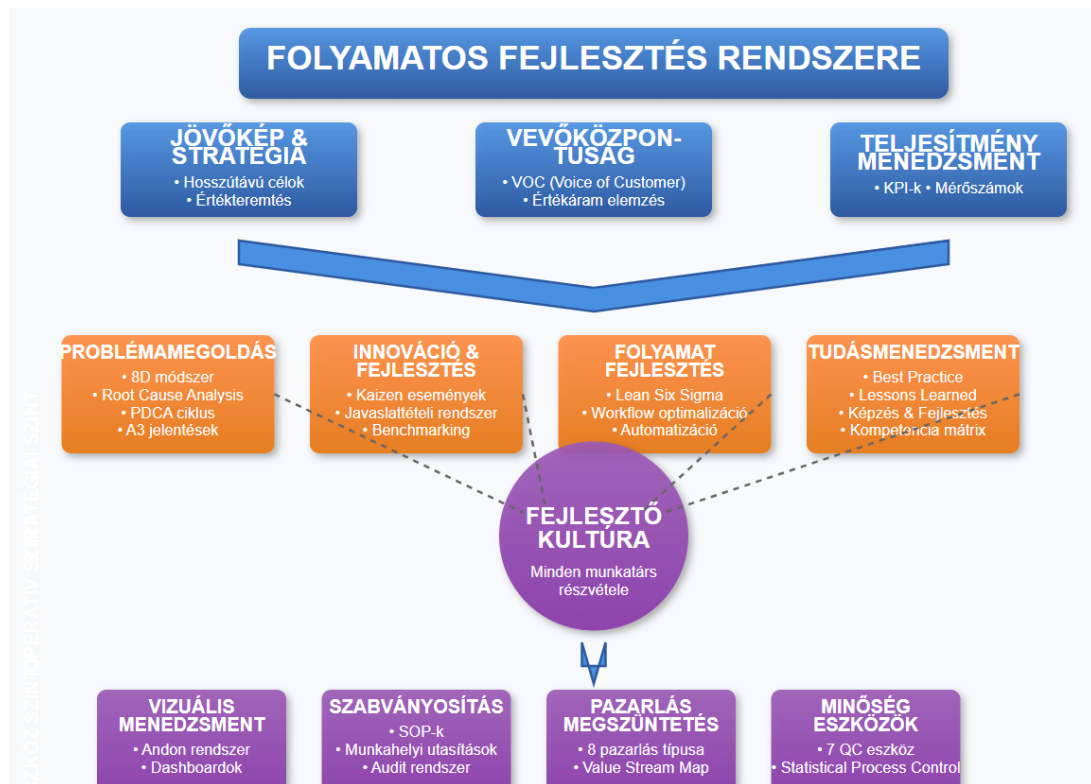 FOLYAMATOS FEJLESZTÉS RENDSZERE
JÖVŐKÉP &
STRATÉGIA
• Hosszútávú célok
• Értékteremtés
VEVŐKÖZPON-
TÚSÁG
• VOC (Voice of Customer)
• Értékáram elemzés
TELJESÍTMÉNY
MENEDZSMENT
• KPI-k • Mérőszámok
PROBLÉMAMEGOLDÁS
• 8D módszer
• Root Cause Analysis
• PDCA ciklus
• A3 jelentések
INNOVÁCIÓ &
FEJLESZTÉS
• Kaizen események
• Javaslattételi rendszer
• Benchmarking
FOLYAMAT
FEJLESZTÉS
• Lean Six Sigma
• Workflow optimalizáció
• Automatizáció
TUDÁSMENEDZSMENT
• Best Practice
• Lessons Learned
• Képzés & Fejlesztés
• Kompetencia mátrix
FEJLESZTŐ
KULTÚRA
Minden munkatárs
részvétele
VIZUÁLIS
MENEDZSMENT
• Andon rendszer
• Dashboardok
SZABVÁNYOSÍTÁS
• SOP-k
• Munkahelyi utasítások
• Audit rendszer
PAZARLÁS
MEGSZÜNTETÉS
• 8 pazarlás típusa
• Value Stream Map
MINŐSÉG
ESZKÖZÖK
• 7 QC eszköz
• Statistical Process Control